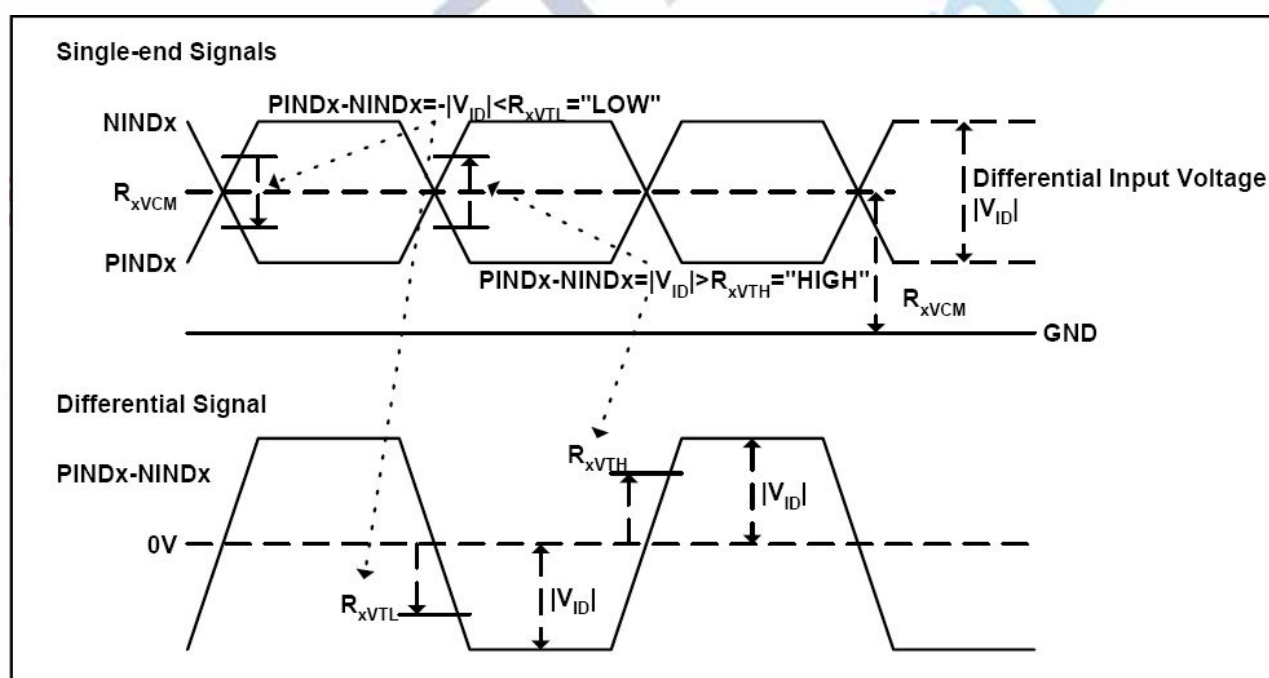 Single-end Signals
PINDx-NINDx=-|VID|<RxVTL="LOW"
NINDx
RxVCM
Differential Input Voltage
|VID|
PINDx
PINDx-NINDx=|VID|>RxVTH="HIGH"
RxVCM
GND
Differential Signal
RxVTH
PINDx-NINDx
|VID|
0V
RxVTL
|VID|